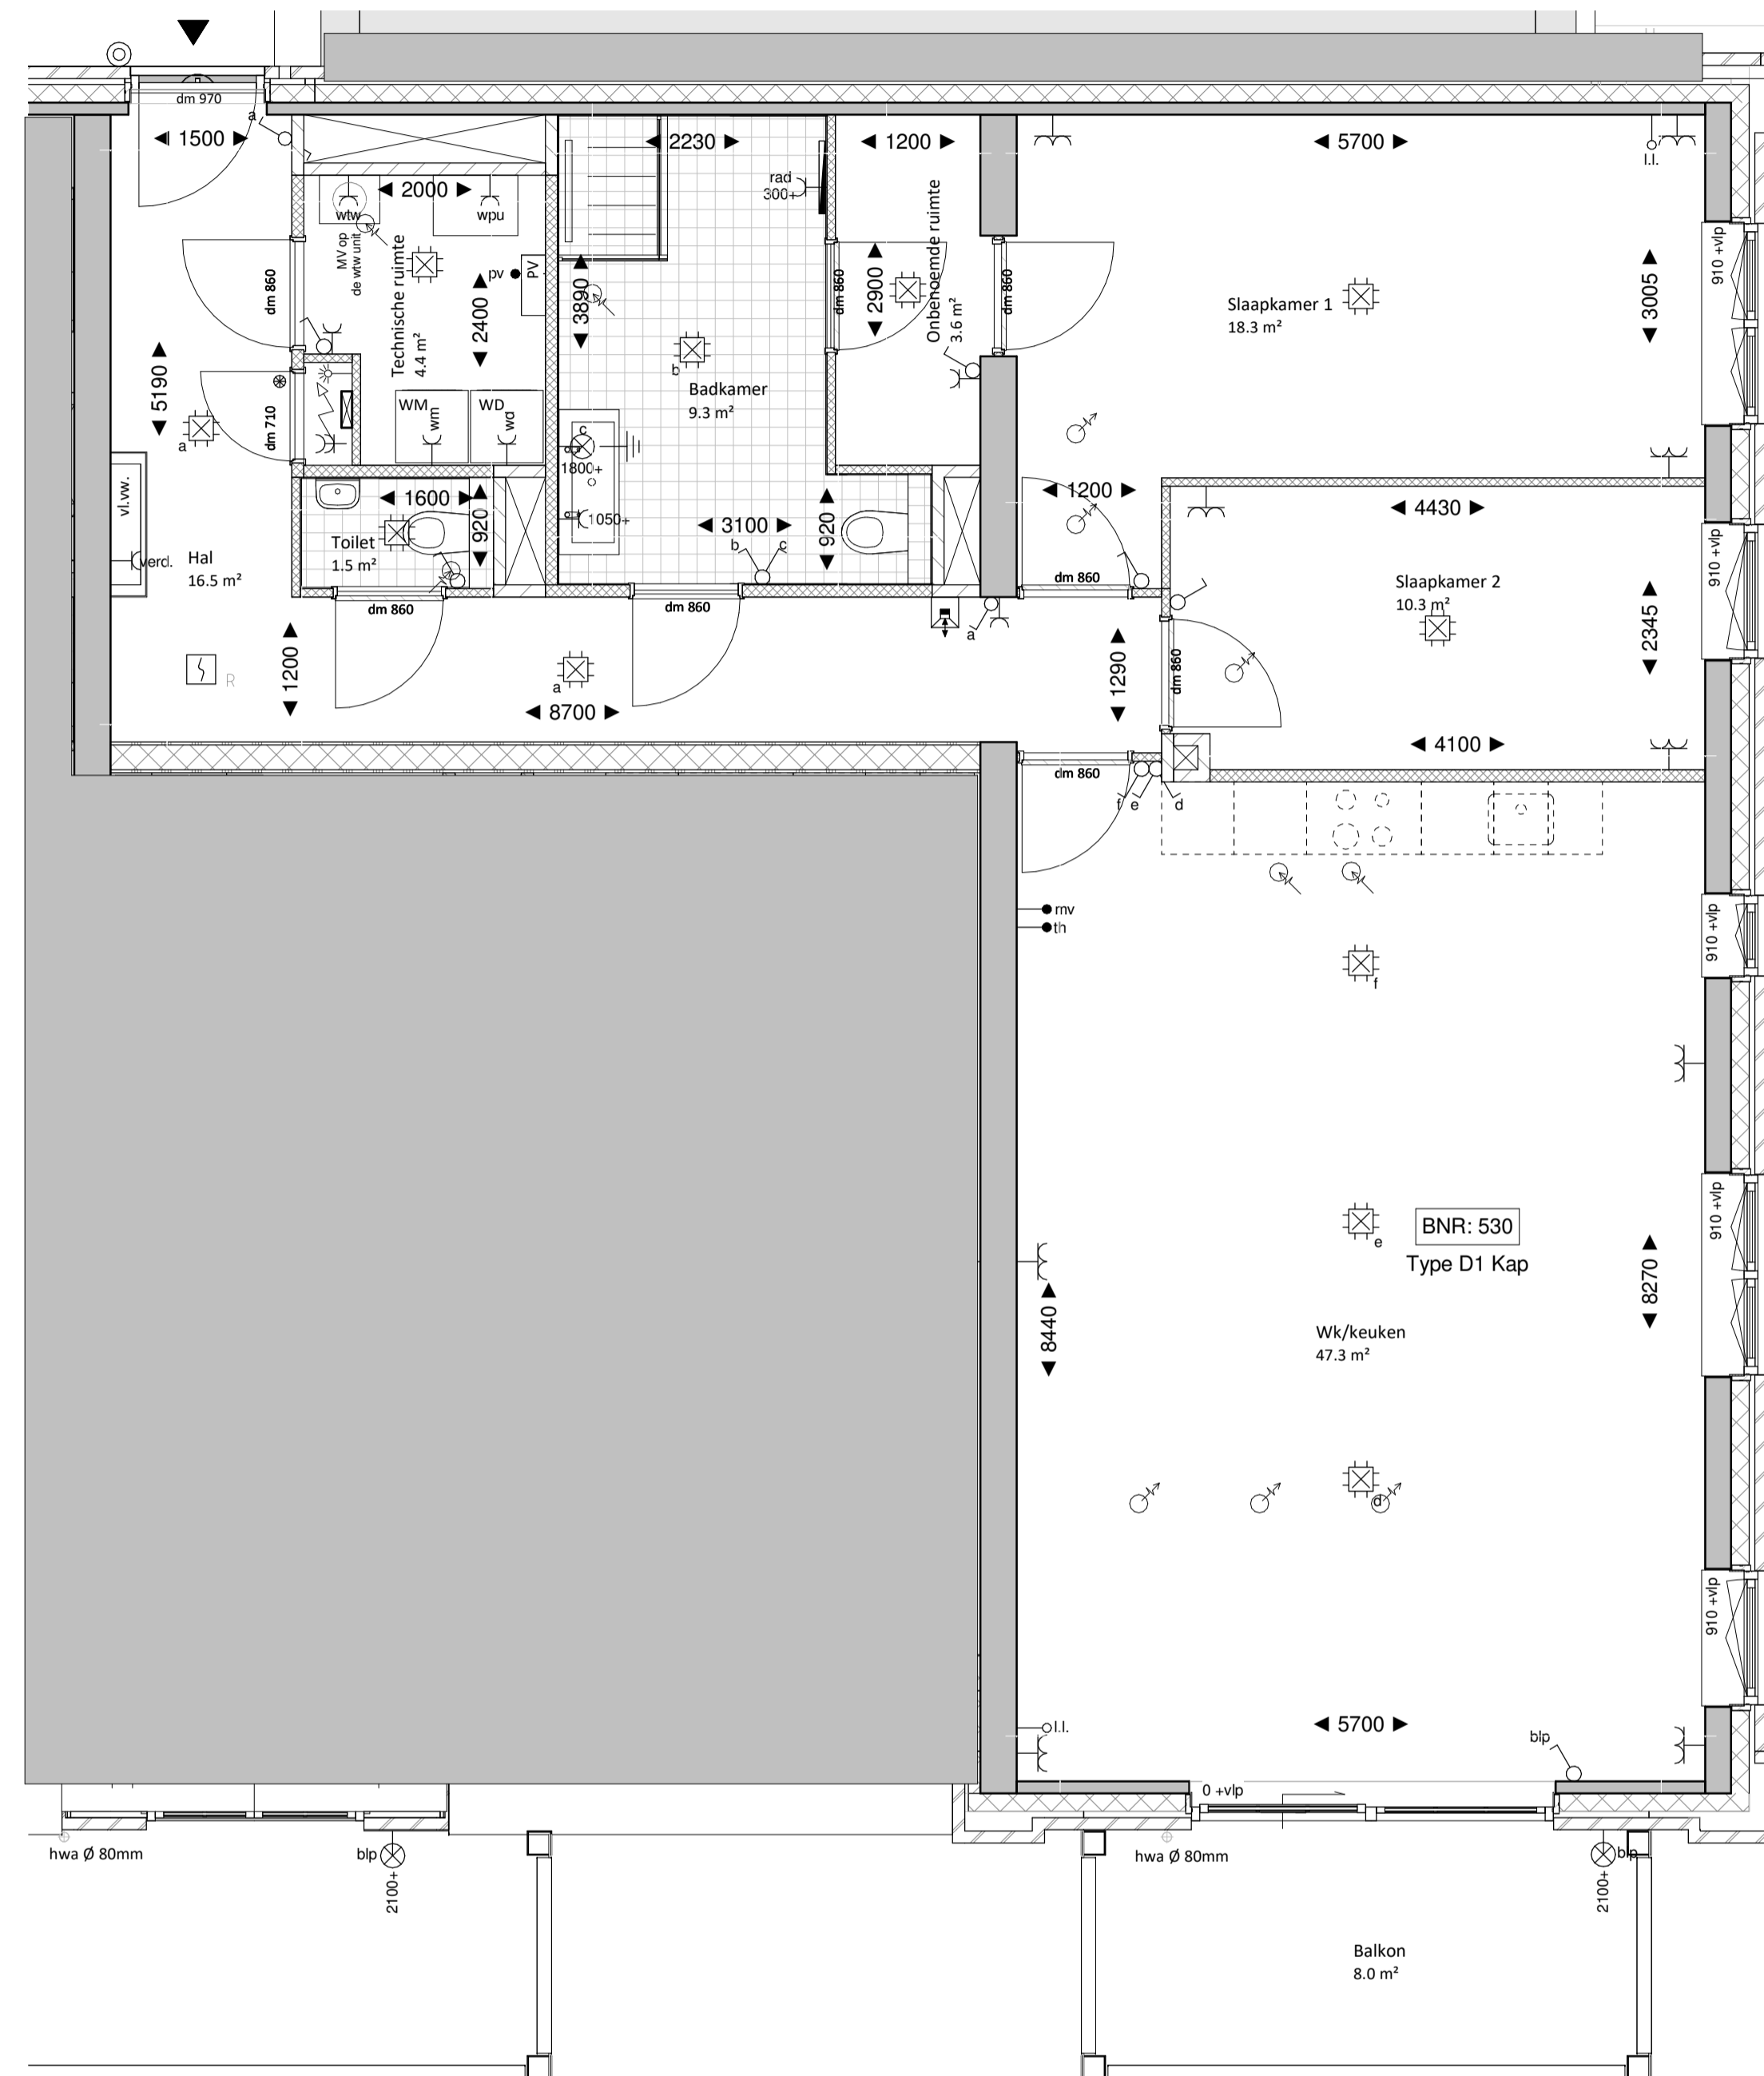 dm 970
a
1500
2000
2230
1200
5700
l.l.
rad
300+
wtw
wpu
MV op
de wtw unit
Technische ruimte
4.4 m²
pv
PV
2400
3890
dm 860
dm 860
2900
Onbenoemde ruimte
3.6 m²
dm 860
Slaapkamer 1
18.3 m²
3005
910 +vlp
5190
a
dm 710
WM
wm
WD
wd
b
Badkamer
9.3 m²
c
1800+
1050+
vl.vw.
verd.
Hal
16.5 m²
1600
920
Toilet
1.5 m²
3100
b
c
920
1200
4430
910 +vlp
dm 860
dm 860
dm 860
Slaapkamer 2
10.3 m²
2345
a
R
1200
a
8700
1290
dm 860
4100
dm 860
f
e
d
rnv
th
910 +vlp
f
e
BNR: 530
Type D1 Kap
910 +vlp
8270
8440
Wk/keuken
47.3 m²
d
910 +vlp
l.l.
5700
blp
0 +vlp
hwa Ø 80mm
blp
2100+
hwa Ø 80mm
blp
2100+
Balkon
8.0 m²